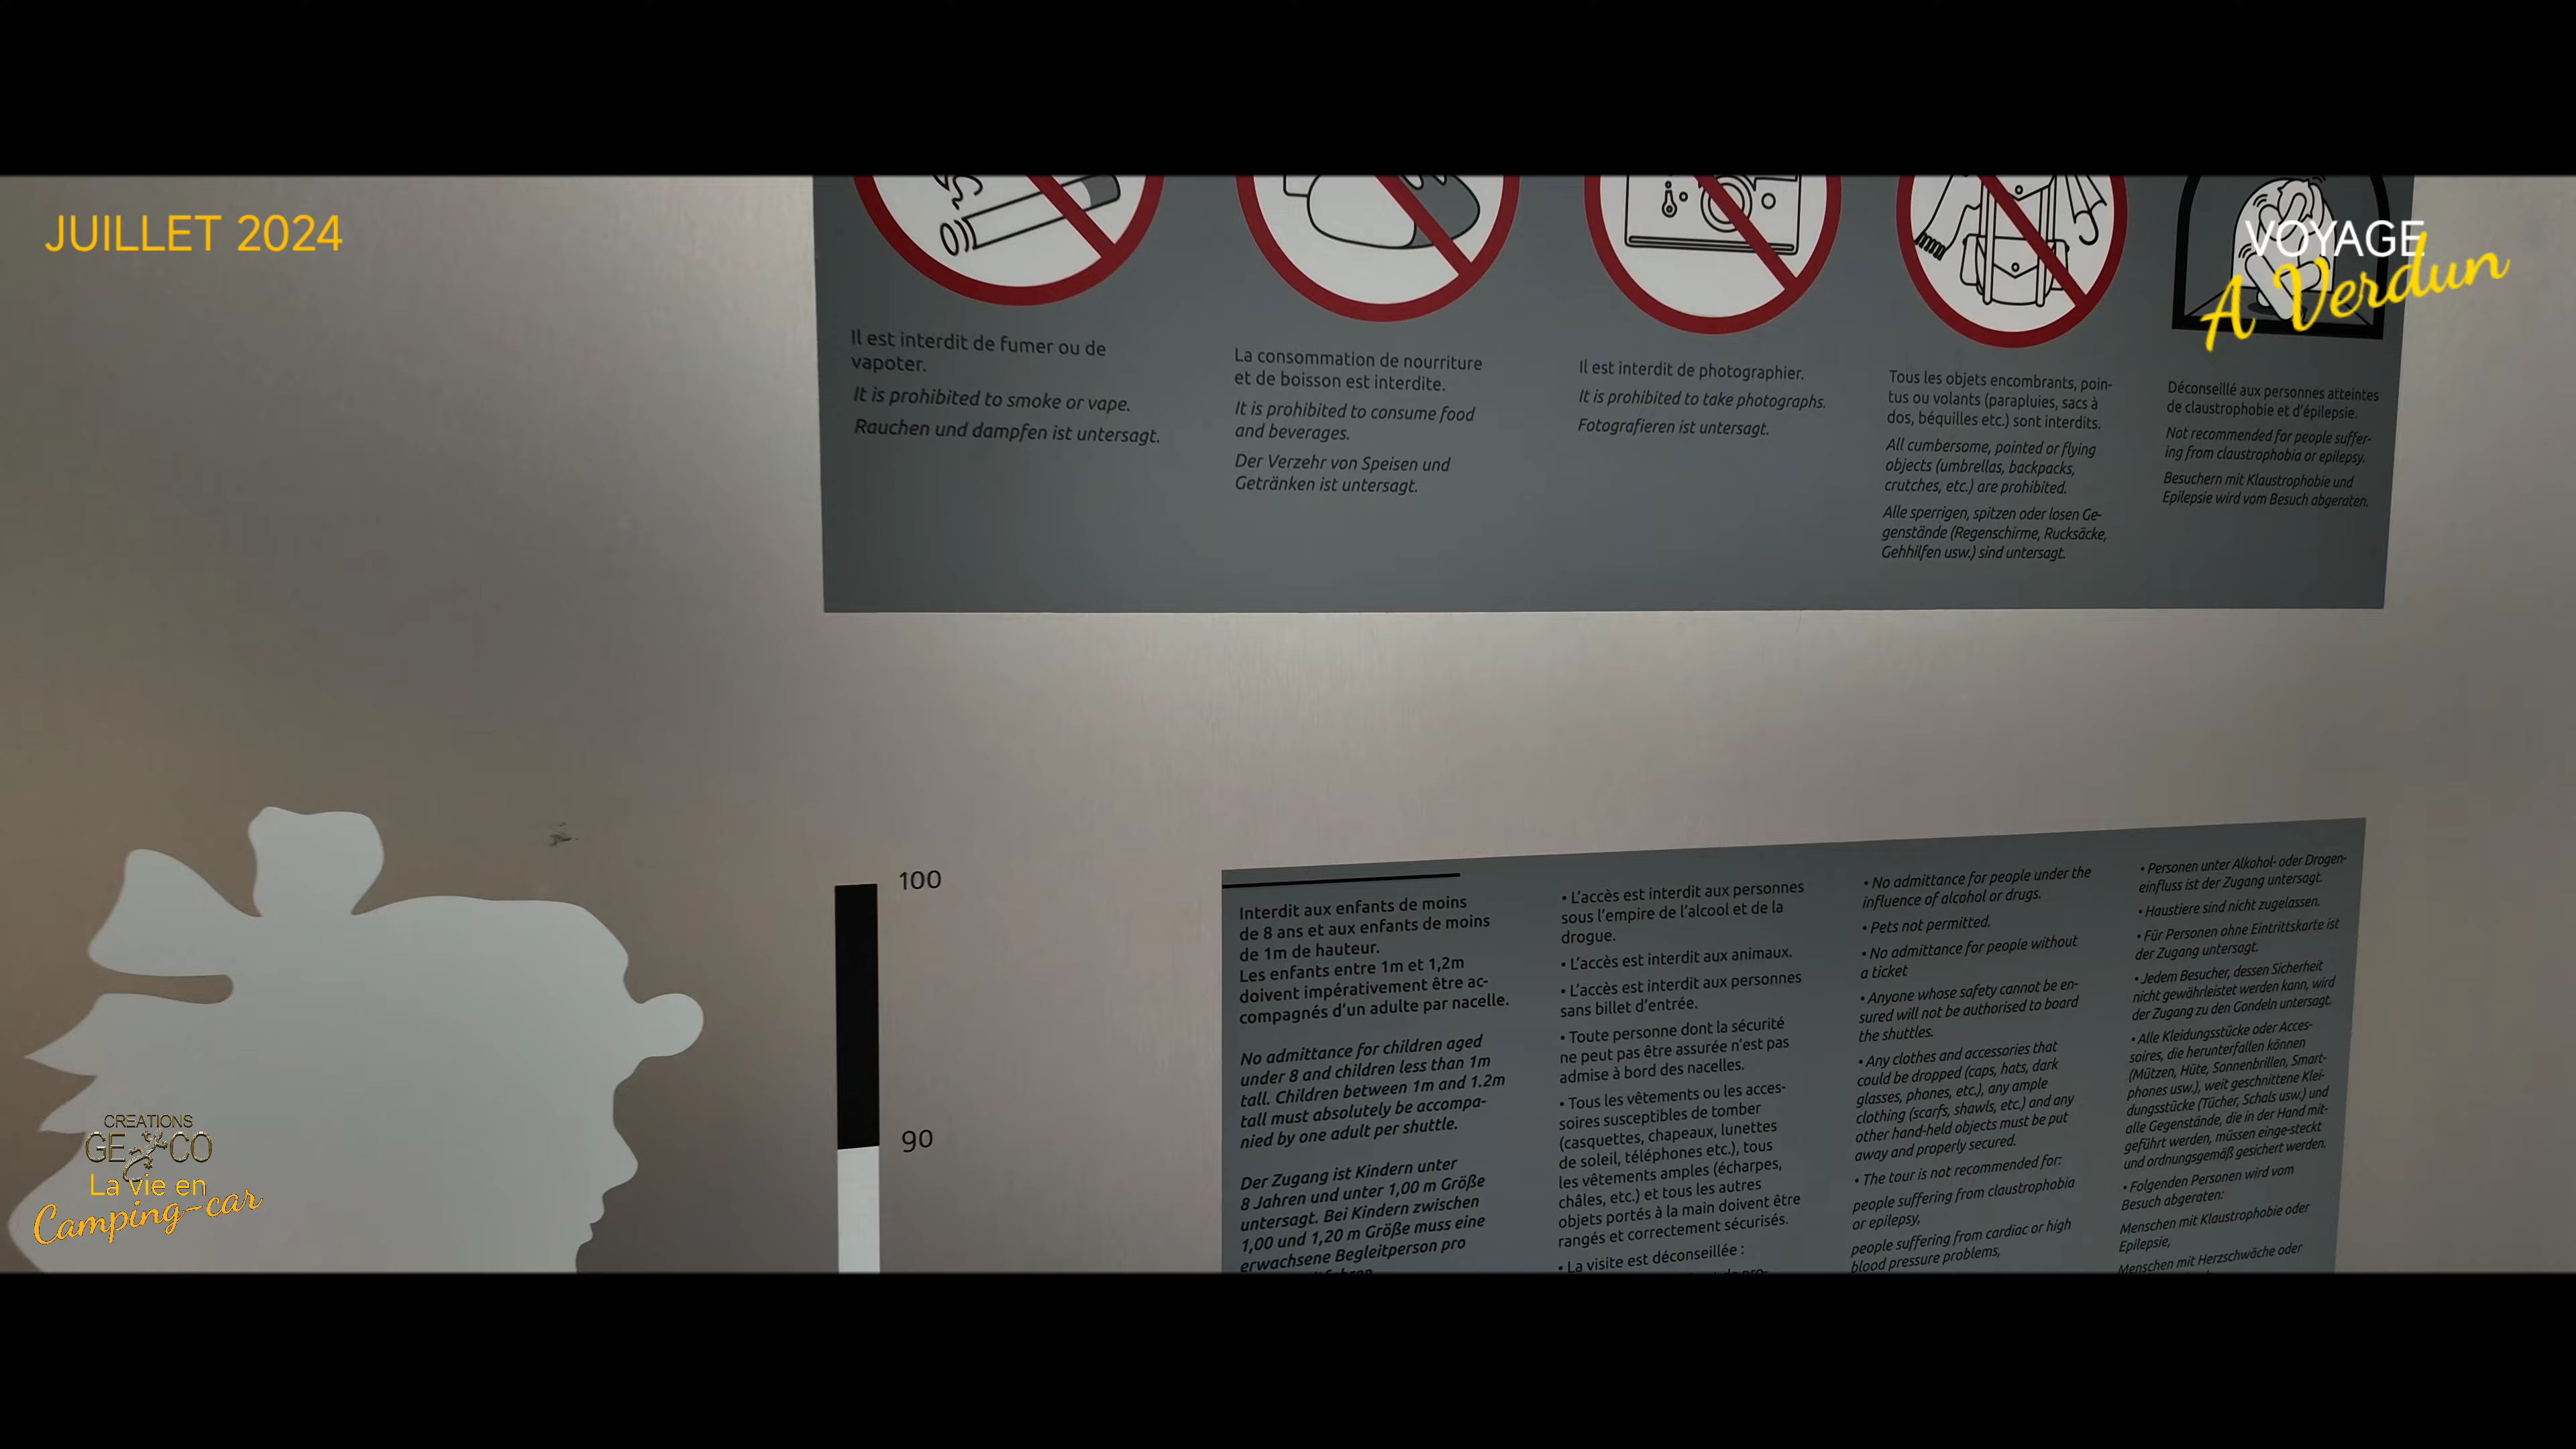 JUILLET 2024
VOYAGE
A Verdun
Il est interdit de fumer ou de
vapoter.
It is prohibited to smoke or vape.
Rauchen und dampfen ist untersagt.
La consommation de nourriture
et de boisson est interdite.
It is prohibited to consume food
and beverages.
Der Verzehr von Speisen und
Getränken ist untersagt.
Il est interdit de photographier.
It is prohibited to take photographs.
Fotografieren ist untersagt.
Tous les objets encombrants, poin-
tus ou volants (parapluies, sacs à
dos, béquilles etc.) sont interdits.
All cumbersome, pointed or flying
objects (umbrellas, backpacks,
crutches, etc.) are prohibited.
Alle sperrigen, spitzen oder losen Ge-
genstände (Regenschirme, Rucksäcke,
Gehhilfen usw.) sind untersagt.
Déconseillé aux personnes atteintes
de claustrophobie et d'épilepsie.
Not recommended for people suffer-
ing from claustrophobia or epilepsy.
Besuchern mit Klaustrophobie und
Epilepsie wird vom Besuch abgeraten.
100
90
Interdit aux enfants de moins
de 8 ans et aux enfants de moins
de 1m de hauteur.
Les enfants entre 1m et 1,2m
doivent impérativement être ac-
compagnés d'un adulte par nacelle.
No admittance for children aged
under 8 and children less than 1m
tall. Children between 1m and 1.2m
tall must absolutely be accompa-
nied by one adult per shuttle.
Der Zugang ist Kindern unter
8 Jahren und unter 1,00 m Größe
untersagt. Bei Kindern zwischen
1,00 und 1,20 m Größe muss eine
erwachsene Begleitperson pro
• L'accès est interdit aux personnes
sous l'empire de l'alcool et de la
drogue.
• L'accès est interdit aux animaux.
• L'accès est interdit aux personnes
sans billet d'entrée.
• Toute personne dont la sécurité
ne peut pas être assurée n'est pas
admise à bord des nacelles.
• Tous les vêtements ou les acces-
soires susceptibles de tomber
(casquettes, chapeaux, lunettes
de soleil, téléphones etc.), tous
les vêtements amples (écharpes,
châles, etc.) et tous les autres
objets portés à la main doivent être
rangés et correctement sécurisés.
• La visite est déconseillée :
• No admittance for people under the
influence of alcohol or drugs.
• Pets not permitted.
• No admittance for people without
a ticket
• Anyone whose safety cannot be en-
sured will not be authorised to board
the shuttles.
• Any clothes and accessories that
could be dropped (caps, hats, dark
glasses, phones, etc.), any ample
clothing (scarfs, shawls, etc.) and any
other hand-held objects must be put
away and properly secured.
• The tour is not recommended for:
people suffering from claustrophobia
or epilepsy,
people suffering from cardiac or high
blood pressure problems,
• Personen unter Alkohol- oder Drogen-
einfluss ist der Zugang untersagt.
• Haustiere sind nicht zugelassen.
• Für Personen ohne Eintrittskarte ist
der Zugang untersagt.
• Jedem Besucher, dessen Sicherheit
nicht gewährleistet werden kann, wird
der Zugang zu den Gondeln untersagt.
• Alle Kleidungsstücke oder Acces-
soires, die herunterfallen können
(Mützen, Hüte, Sonnenbrillen, Smart-
phones usw.), weit geschnittene Klei-
dungsstücke (Tücher, Schals usw.) und
alle Gegenstände, die in der Hand mit-
geführt werden, müssen einge-steckt
und ordnungsgemäß gesichert werden.
• Folgenden Personen wird vom
Besuch abgeraten:
Menschen mit Klaustrophobie oder
Epilepsie,
Menschen mit Herzschwäche oder
CREATIONS
GE CO
La vie en
Camping-car